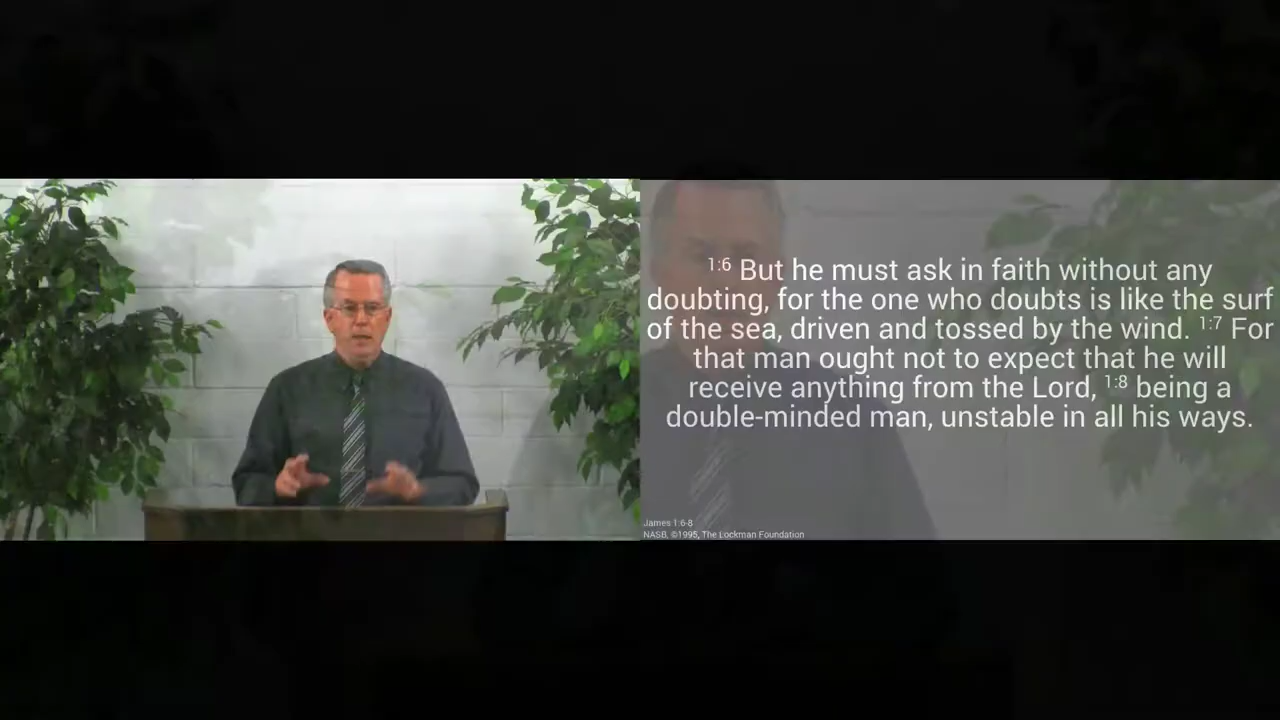 1:6 But he must ask in faith without any
doubting, for the one who doubts is like the surf
of the sea, driven and tossed by the wind. 1:7 For
that man ought not to expect that he will
receive anything from the Lord, 1:8 being a
double-minded man, unstable in all his ways.
James 1:6-8
NASB, ©1995, The Lockman Foundation